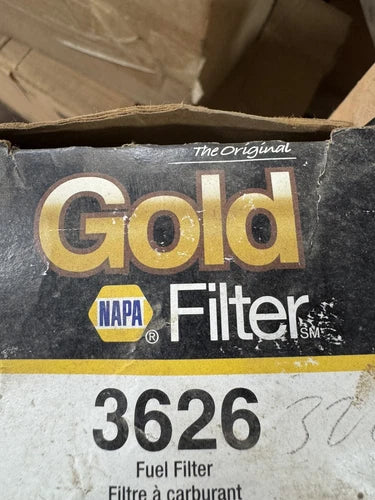 The Original
Gold
NAPA ® Filter SM
3626
Fuel Filter
Filtre à carburant